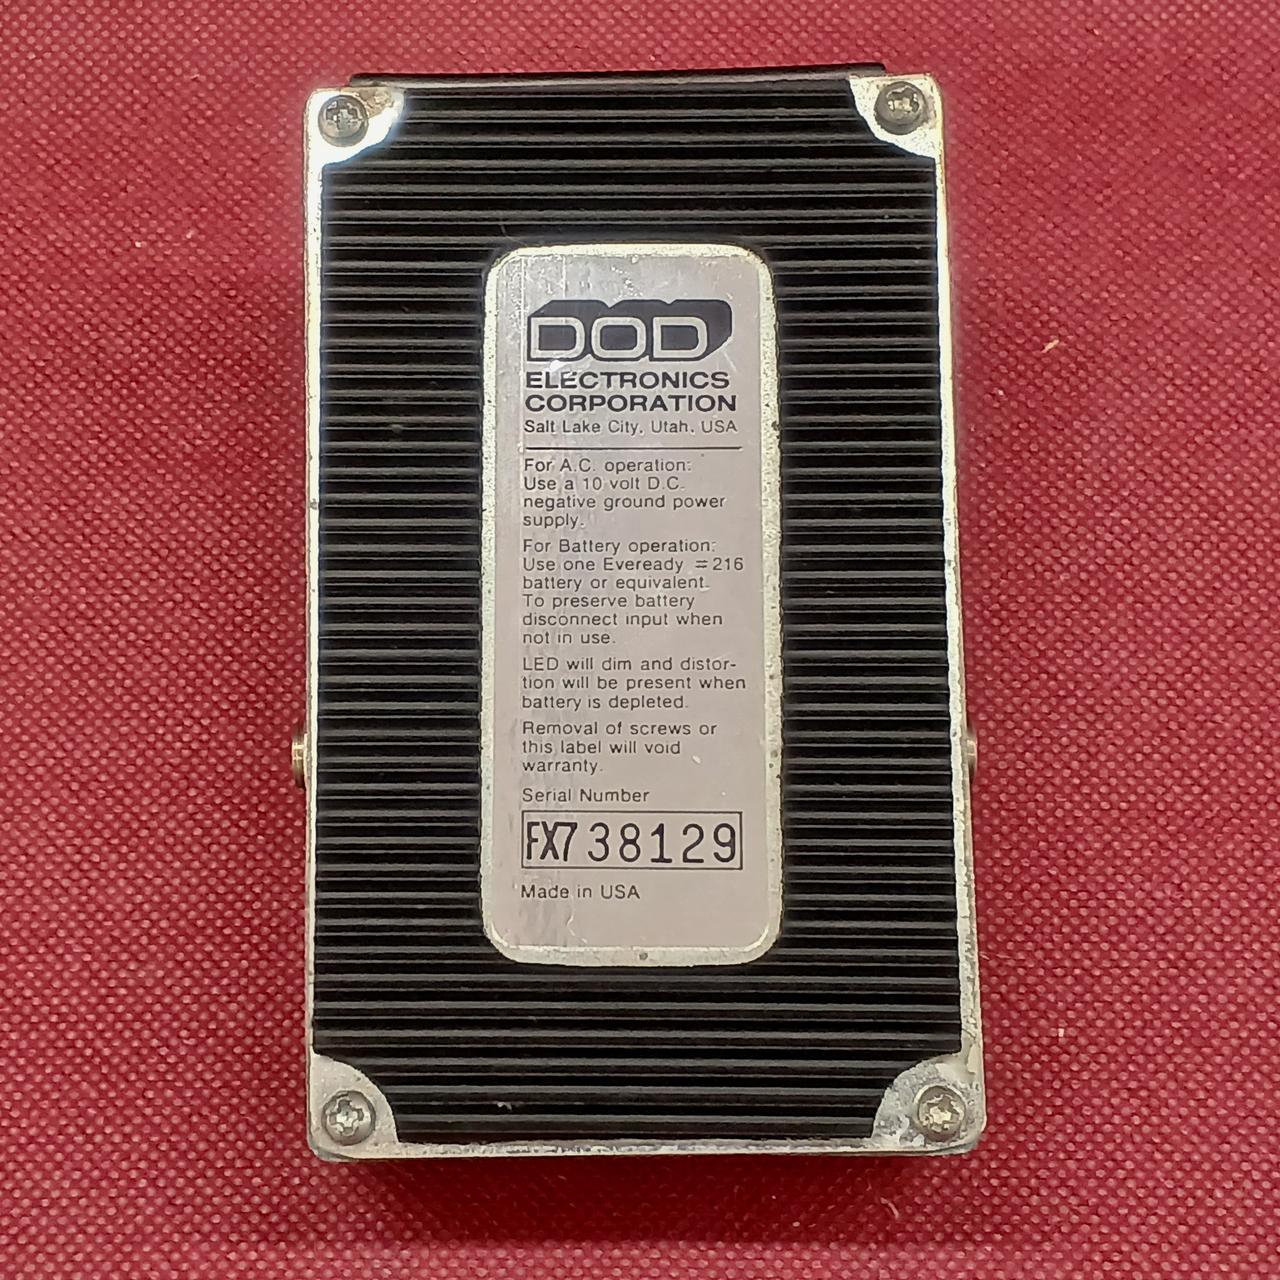 DOD
ELECTRONICS
CORPORATION
Salt Lake City, Utah, USA
For A.C. operation:
Use a 10 volt D.C.
negative ground power
supply.
For Battery operation:
Use one Eveready =216
battery or equivalent.
To preserve battery
disconnect input when
not in use.
LED will dim and distor-
tion will be present when
battery is depleted.
Removal of screws or
this label will void
warranty.
Serial Number
FX738129
Made in USA